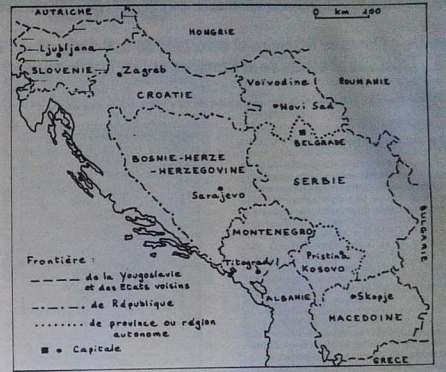 AUTRICHE
HONGRIE
0 km 100
Ljubljana
SLOVENIE
Zagreb
CROATIE
Voïvodine
ROUMANIE
Novi Sad
BELGRADE
BOSNIE-HERZE
-HERZEGOVINE
Sarajevo
SERBIE
BULGARIE
MONTENEGRO
Pristina
KOSOVO
Titograd
ALBANIE
Skopje
MACEDOINE
GRECE
Frontière :
de la Yougoslavie
et des Etats voisins
de République
de province ou région
autonome
Capitale